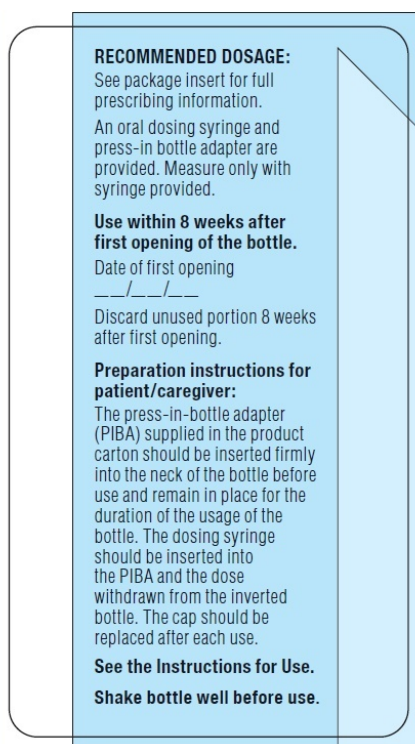 RECOMMENDED DOSAGE:
See package insert for full
prescribing information.
An oral dosing syringe and
press-in bottle adapter are
provided. Measure only with
syringe provided.
Use within 8 weeks after
first opening of the bottle.
Date of first opening
__/__/__
Discard unused portion 8 weeks
after first opening.
Preparation instructions for
patient/caregiver:
The press-in-bottle adapter
(PIBA) supplied in the product
carton should be inserted firmly
into the neck of the bottle before
use and remain in place for the
duration of the usage of the
bottle. The dosing syringe
should be inserted into
the PIBA and the dose
withdrawn from the inverted
bottle. The cap should be
replaced after each use.
See the Instructions for Use.
Shake bottle well before use.